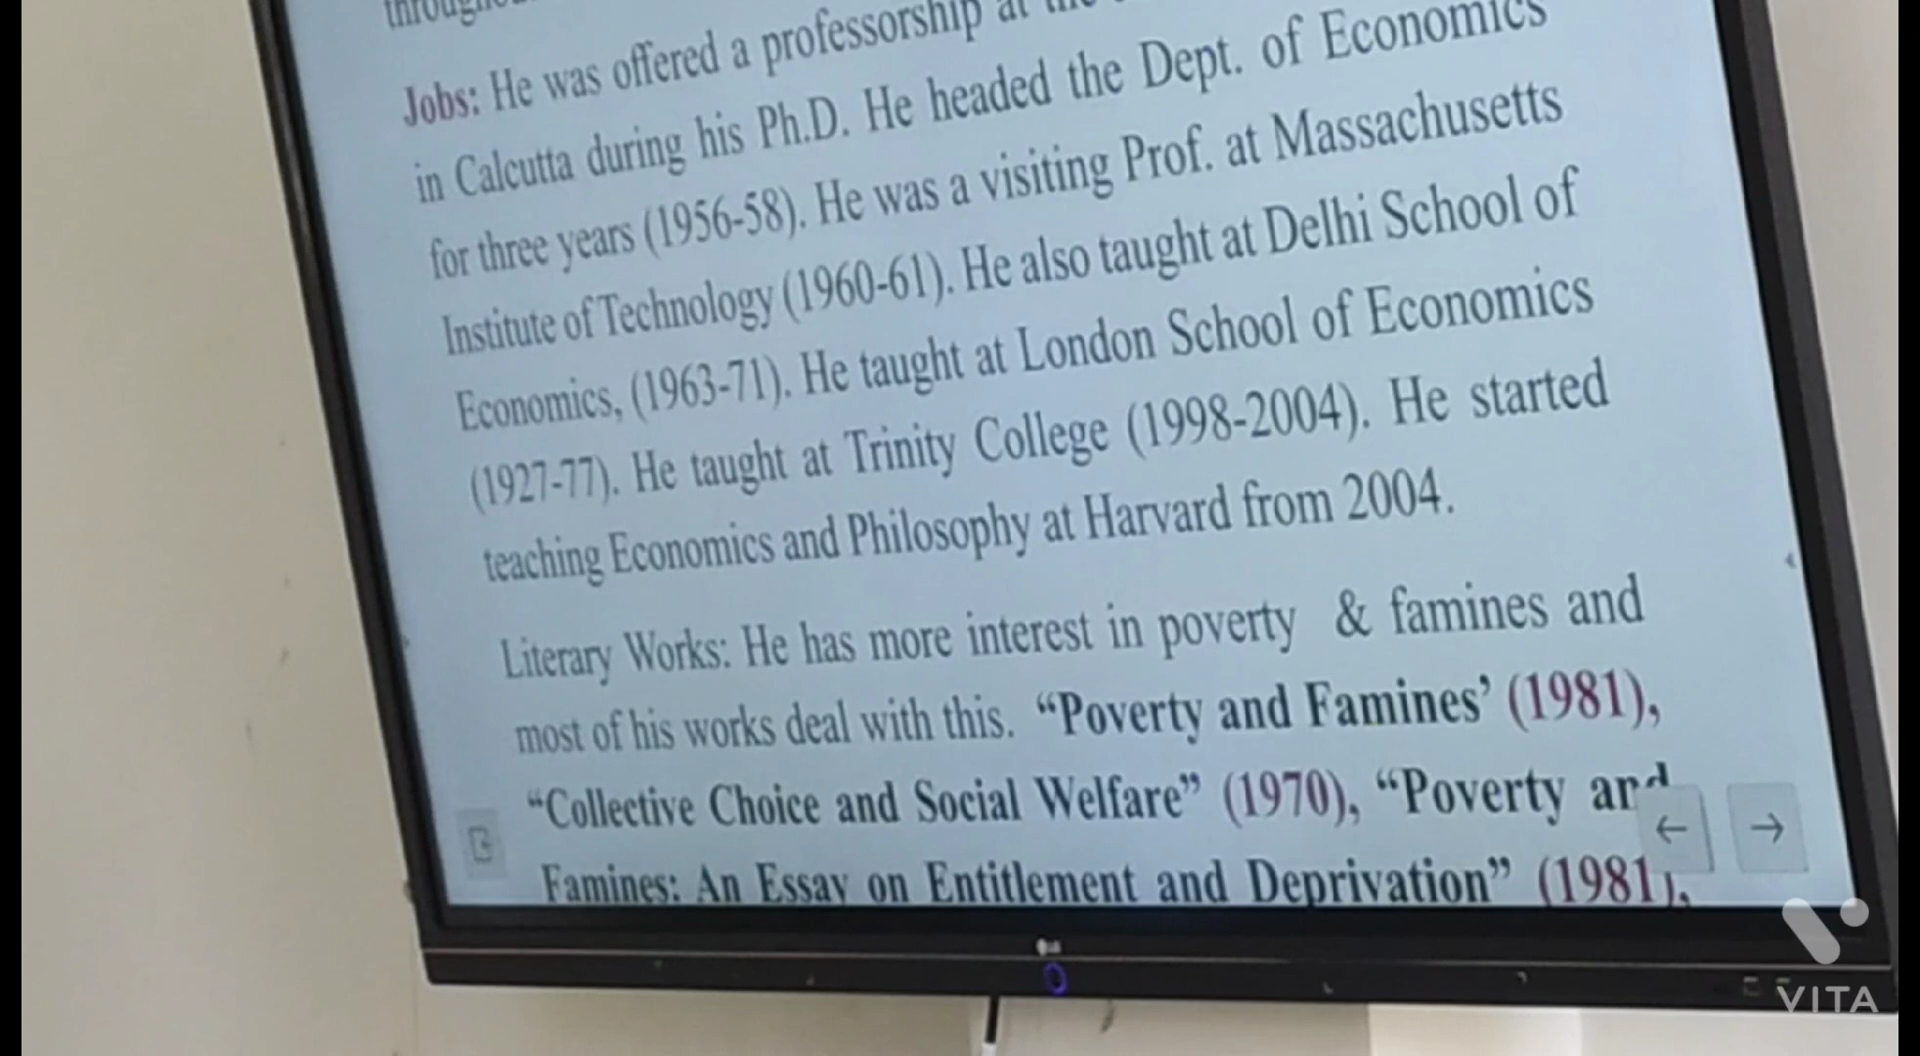 Jobs: He was offered a professorship at
in Calcutta during his Ph.D. He headed the Dept. of Economics
for three years (1956-58). He was a visiting Prof. at Massachusetts
Institute of Technology (1960-61). He also taught at Delhi School of
Economics, (1963-71). He taught at London School of Economics
(1927-77). He taught at Trinity College (1998-2004). He started
teaching Economics and Philosophy at Harvard from 2004.
Literary Works: He has more interest in poverty & famines and
most of his works deal with this. “Poverty and Famines’ (1981),
“Collective Choice and Social Welfare” (1970), “Poverty and
Famines: An Essay on Entitlement and Deprivation” (1981),
VITA